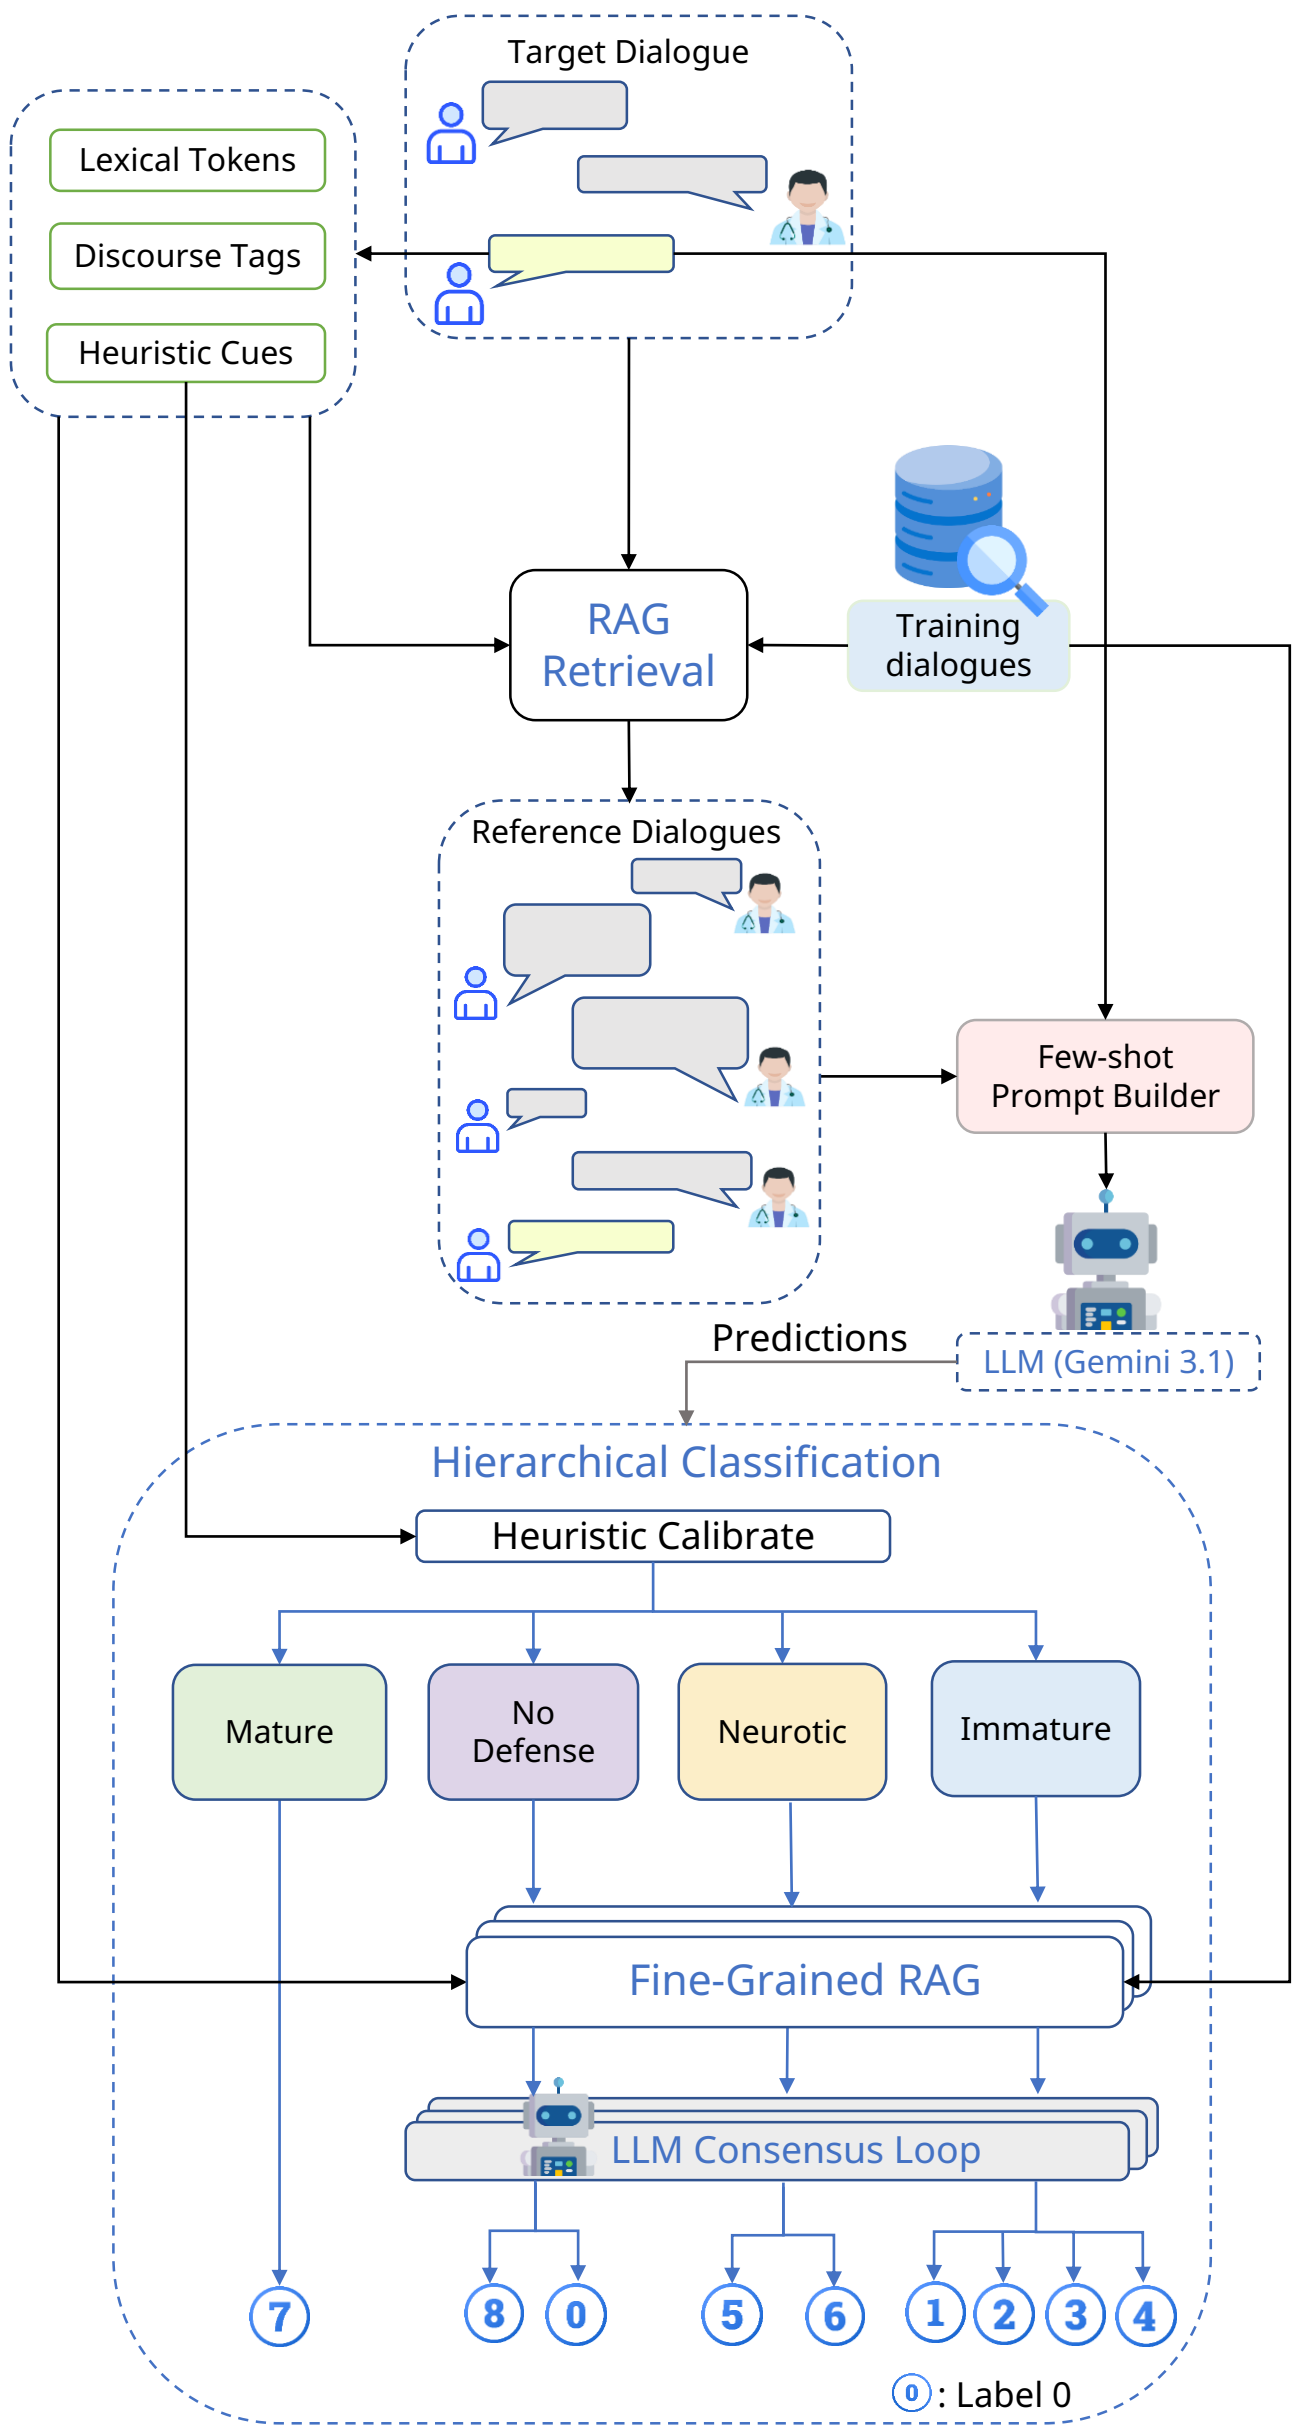 Target Dialogue
Lexical Tokens
Discourse Tags
Heuristic Cues
RAG
Retrieval
Training
dialogues
Reference Dialogues
Few-shot
Prompt Builder
LLM (Gemini 3.1)
Predictions
Hierarchical Classification
Heuristic Calibrate
Mature
No
Defense
Neurotic
Immature
Fine-Grained RAG
LLM Consensus Loop
7
8
0
5
6
1
2
3
4
0 : Label 0